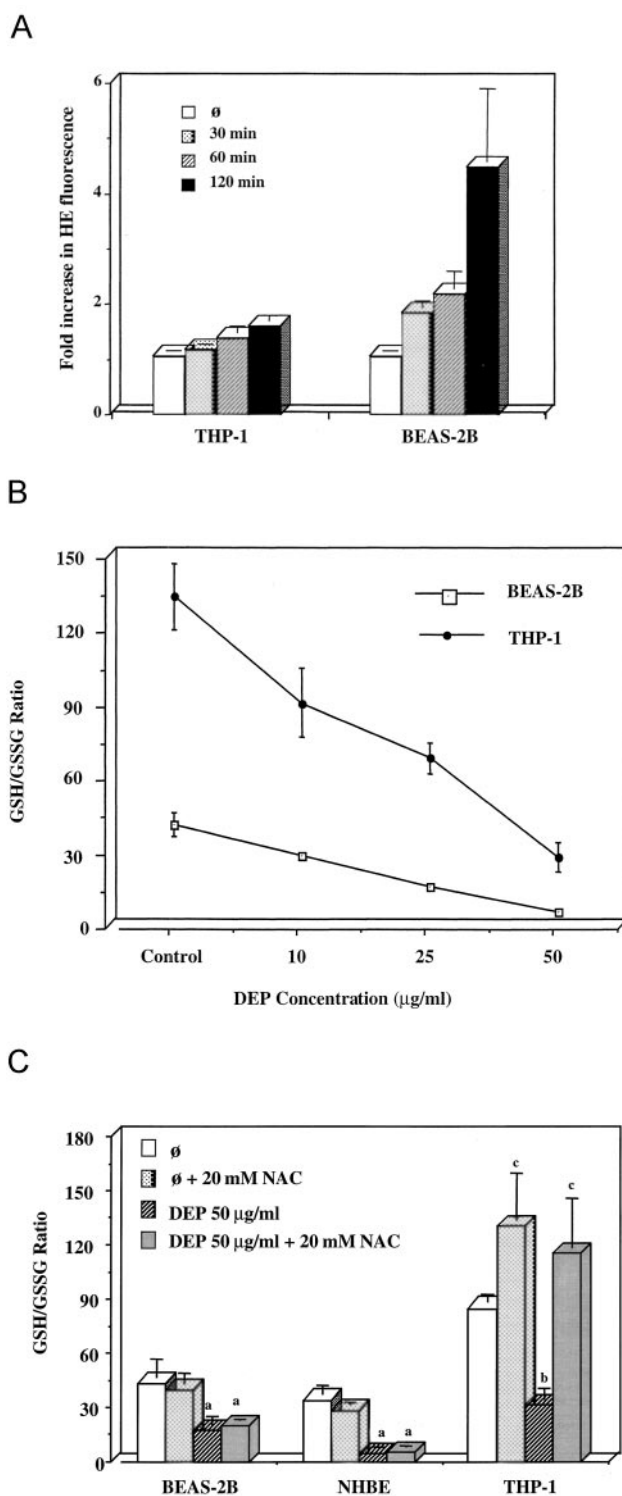 A
6
4
2
0
Fold increase in HE fluorescence
ø
30 min
60 min
120 min
THP-1 BEAS-2B
B
150
120
90
60
30
0
GSH/GSSG Ratio
BEAS-2B
THP-1
Control 10 25 50
DEP Concentration (µg/ml)
C
180
150
120
90
60
30
0
GSH/GSSG Ratio
ø
ø + 20 mM NAC
DEP 50 µg/ml
DEP 50 µg/ml + 20 mM NAC
a a a a c b c
BEAS-2B NHBE THP-1